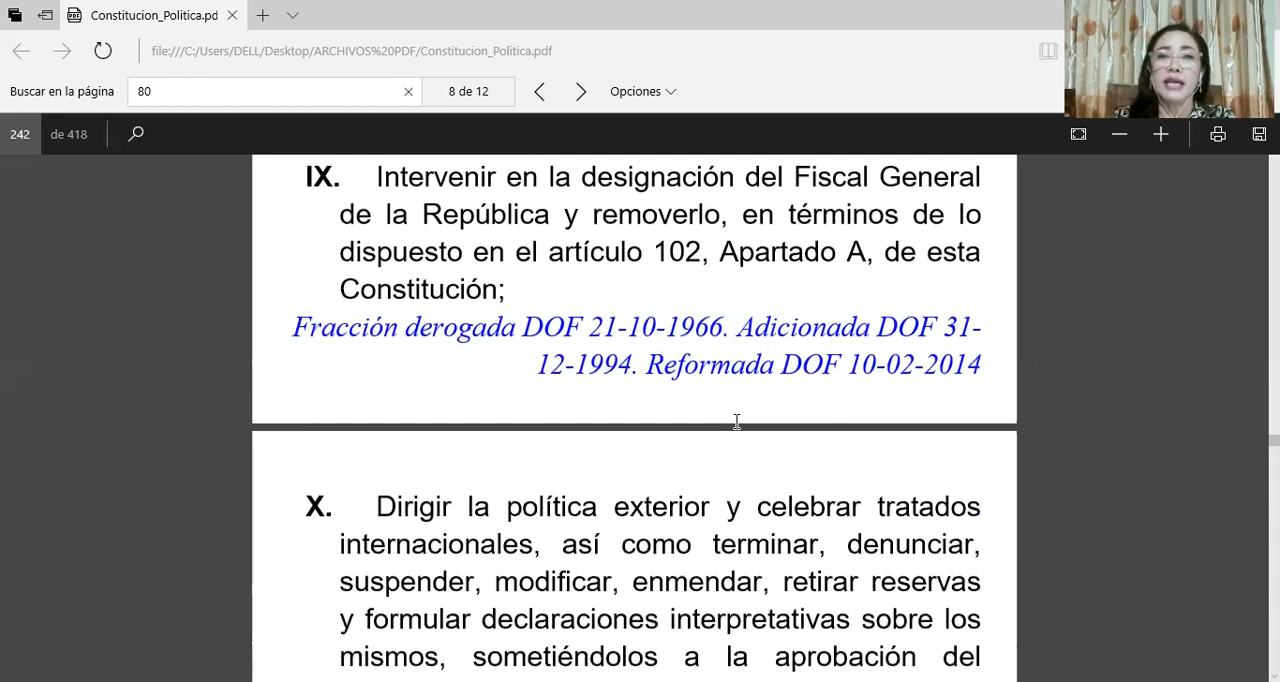 Constitucion_Politica.pd
file:///C:/Users/DELL/Desktop/ARCHIVOS%20PDF/Constitucion_Politica.pdf
Buscar en la página 80 8 de 12 Opciones
242 de 418
IX. Intervenir en la designación del Fiscal General
de la República y removerlo, en términos de lo
dispuesto en el artículo 102, Apartado A, de esta
Constitución;
Fracción derogada DOF 21-10-1966. Adicionada DOF 31-
12-1994. Reformada DOF 10-02-2014
X. Dirigir la política exterior y celebrar tratados
internacionales, así como terminar, denunciar,
suspender, modificar, enmendar, retirar reservas
y formular declaraciones interpretativas sobre los
mismos, sometiéndolos a la aprobación del